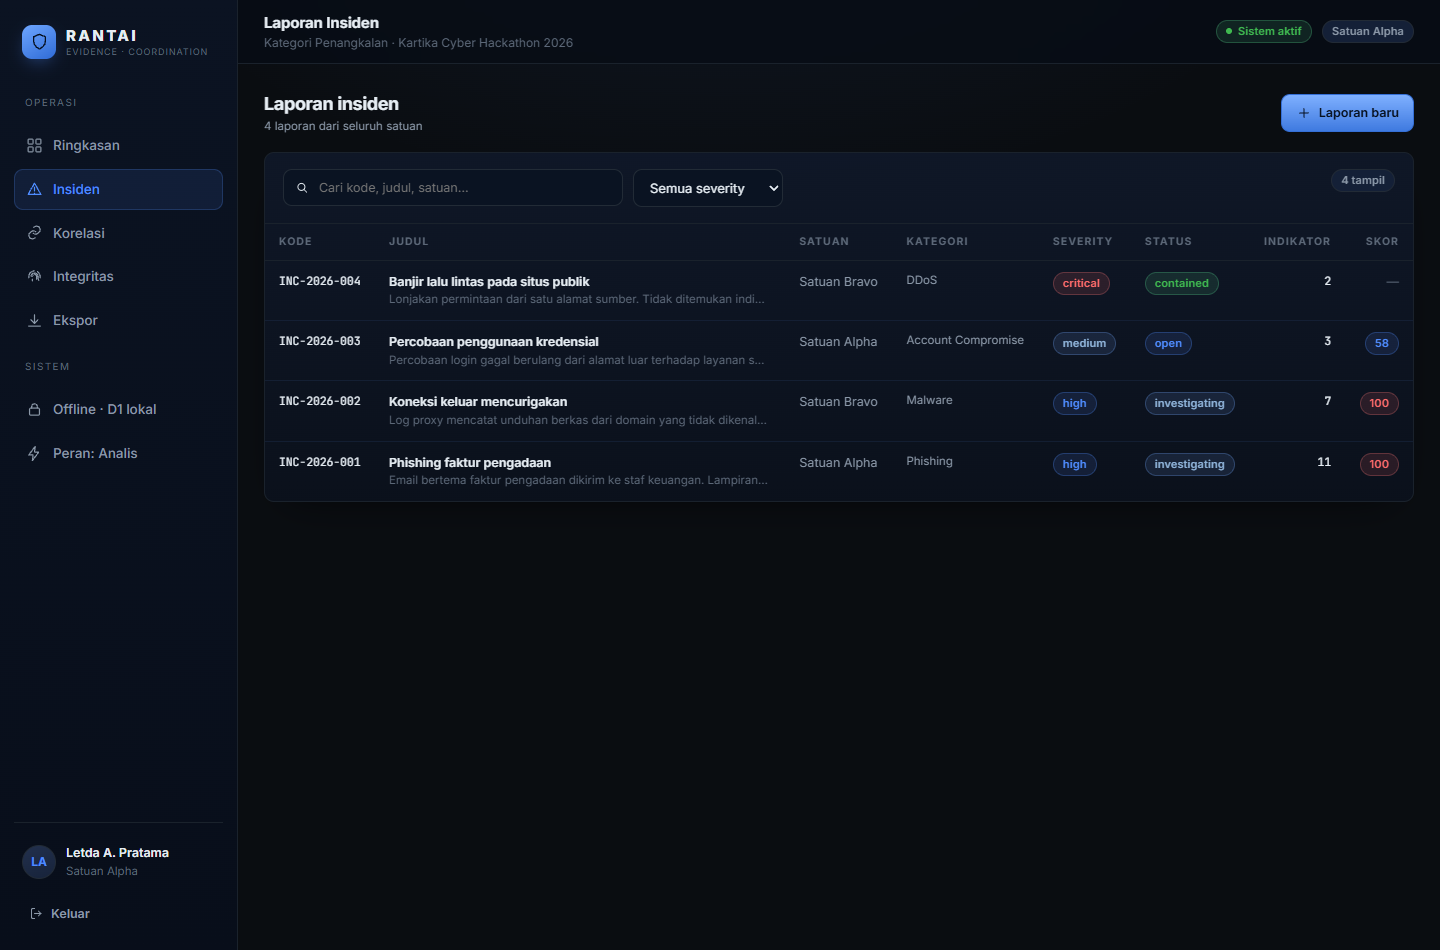 RANTAI
EVIDENCE · COORDINATION
OPERASI
Ringkasan
Insiden
Korelasi
Integritas
Ekspor
SISTEM
Offline · D1 lokal
Peran: Analis
LA
Letda A. Pratama
Satuan Alpha
Keluar
Laporan Insiden
Kategori Penangkalan · Kartika Cyber Hackathon 2026
Sistem aktif
Satuan Alpha
Laporan insiden
4 laporan dari seluruh satuan
Laporan baru
Cari kode, judul, satuan...
Semua severity
4 tampil
KODE JUDUL SATUAN KATEGORI SEVERITY STATUS INDIKATOR SKOR
INC-2026-004 Banjir lalu lintas pada situs publik Satuan Bravo DDoS critical contained 2 —
Lonjakan permintaan dari satu alamat sumber. Tidak ditemukan indi...
INC-2026-003 Percobaan penggunaan kredensial Satuan Alpha Account Compromise medium open 3 58
Percobaan login gagal berulang dari alamat luar terhadap layanan s...
INC-2026-002 Koneksi keluar mencurigakan Satuan Bravo Malware high investigating 7 100
Log proxy mencatat unduhan berkas dari domain yang tidak dikenal...
INC-2026-001 Phishing faktur pengadaan Satuan Alpha Phishing high investigating 11 100
Email bertema faktur pengadaan dikirim ke staf keuangan. Lampiran...